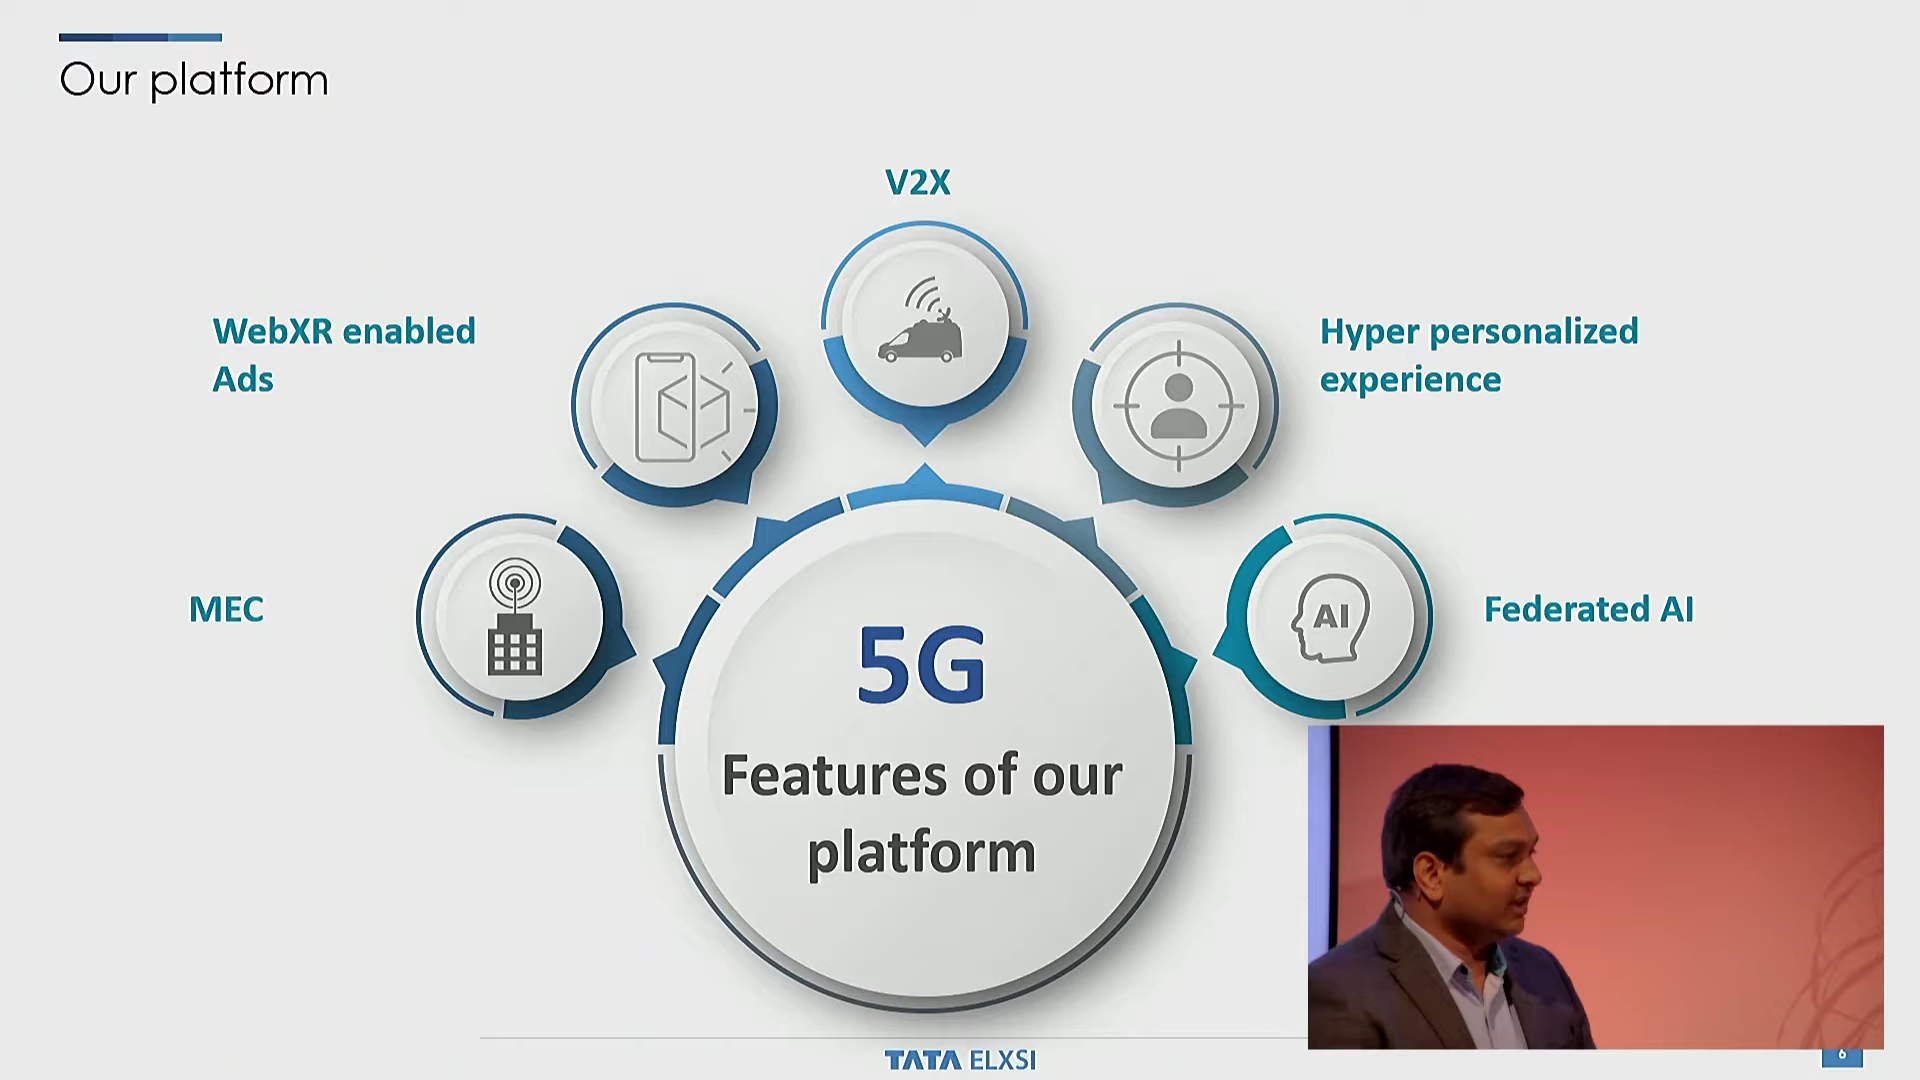 Our platform
V2X
WebXR enabled
Ads
Hyper personalized
experience
MEC
AI
Federated AI
5G
Features of our
platform
TATA ELXSI
6